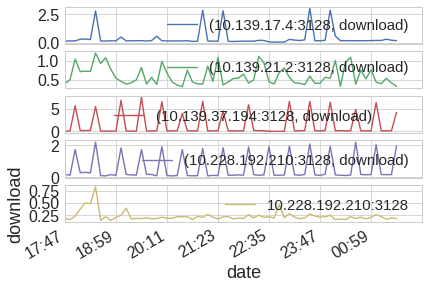 2.5
0.0
(10.139.17.4:3128, download)
1.0
0.5
(10.139.21.2:3128, download)
5
0
(10.139.37.194:3128, download)
2
0
(10.228.192.210:3128, download)
0.75
0.50
0.25
10.228.192.210:3128
download
17:47 18:59 20:11 21:23 22:35 23:47 00:59
date